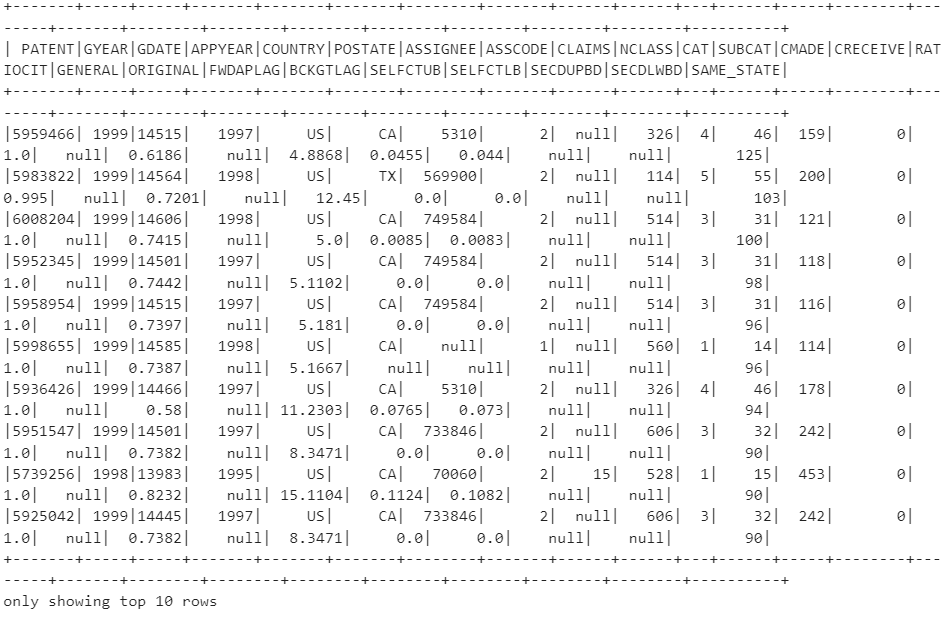 +-------+-----+-----+-------+-------+-------+--------+-------+------+------+---+------+-----+--------+---
-----+-------+--------+--------+--------+--------+--------+--------+--------+----------+
| PATENT|GYEAR|GDATE|APPYEAR|COUNTRY|POSTATE|ASSIGNEE|ASSCODE|CLAIMS|NCLASS|CAT|SUBCAT|CMADE|CRECEIVE|RAT
IOCIT|GENERAL|ORIGINAL|FWDAPLAG|BCKGTLAG|SELFCTUB|SELFCTLB|SECDUPBD|SECDLWBD|SAME_STATE|
+-------+-----+-----+-------+-------+-------+--------+-------+------+------+---+------+-----+--------+---
-----+-------+--------+--------+--------+--------+--------+--------+--------+----------+
|5959466| 1999|14515|   1997|     US|     CA|    5310|      2|  null|   326|  4|    46|  159|       0|
1.0|   null|  0.6186|    null|  4.8868|  0.0455|   0.044|    null|    null|       125|
|5983822| 1999|14564|   1998|     US|     TX|  569900|      2|  null|   114|  5|    55|  200|       0|
0.995|   null|  0.7201|    null|   12.45|     0.0|     0.0|    null|    null|       103|
|6008204| 1999|14606|   1998|     US|     CA|  749584|      2|  null|   514|  3|    31|  121|       0|
1.0|   null|  0.7415|    null|     5.0|  0.0085|  0.0083|    null|    null|       100|
|5952345| 1999|14501|   1997|     US|     CA|  749584|      2|  null|   514|  3|    31|  118|       0|
1.0|   null|  0.7442|    null|  5.1102|     0.0|     0.0|    null|    null|        98|
|5958954| 1999|14515|   1997|     US|     CA|  749584|      2|  null|   514|  3|    31|  116|       0|
1.0|   null|  0.7397|    null|   5.181|     0.0|     0.0|    null|    null|        96|
|5998655| 1999|14585|   1998|     US|     CA|    null|      1|  null|   560|  1|    14|  114|       0|
1.0|   null|  0.7387|    null|  5.1667|    null|    null|    null|    null|        96|
|5936426| 1999|14466|   1997|     US|     CA|    5310|      2|  null|   326|  4|    46|  178|       0|
1.0|   null|    0.58|    null| 11.2303|  0.0765|   0.073|    null|    null|        94|
|5951547| 1999|14501|   1997|     US|     CA|  733846|      2|  null|   606|  3|    32|  242|       0|
1.0|   null|  0.7382|    null|  8.3471|     0.0|     0.0|    null|    null|        90|
|5739256| 1998|13983|   1995|     US|     CA|   70060|      2|    15|   528|  1|    15|  453|       0|
1.0|   null|  0.8232|    null| 15.1104|  0.1124|  0.1082|    null|    null|        90|
|5925042| 1999|14445|   1997|     US|     CA|  733846|      2|  null|   606|  3|    32|  242|       0|
1.0|   null|  0.7382|    null|  8.3471|     0.0|     0.0|    null|    null|        90|
+-------+-----+-----+-------+-------+-------+--------+-------+------+------+---+------+-----+--------+---
-----+-------+--------+--------+--------+--------+--------+--------+--------+----------+
only showing top 10 rows